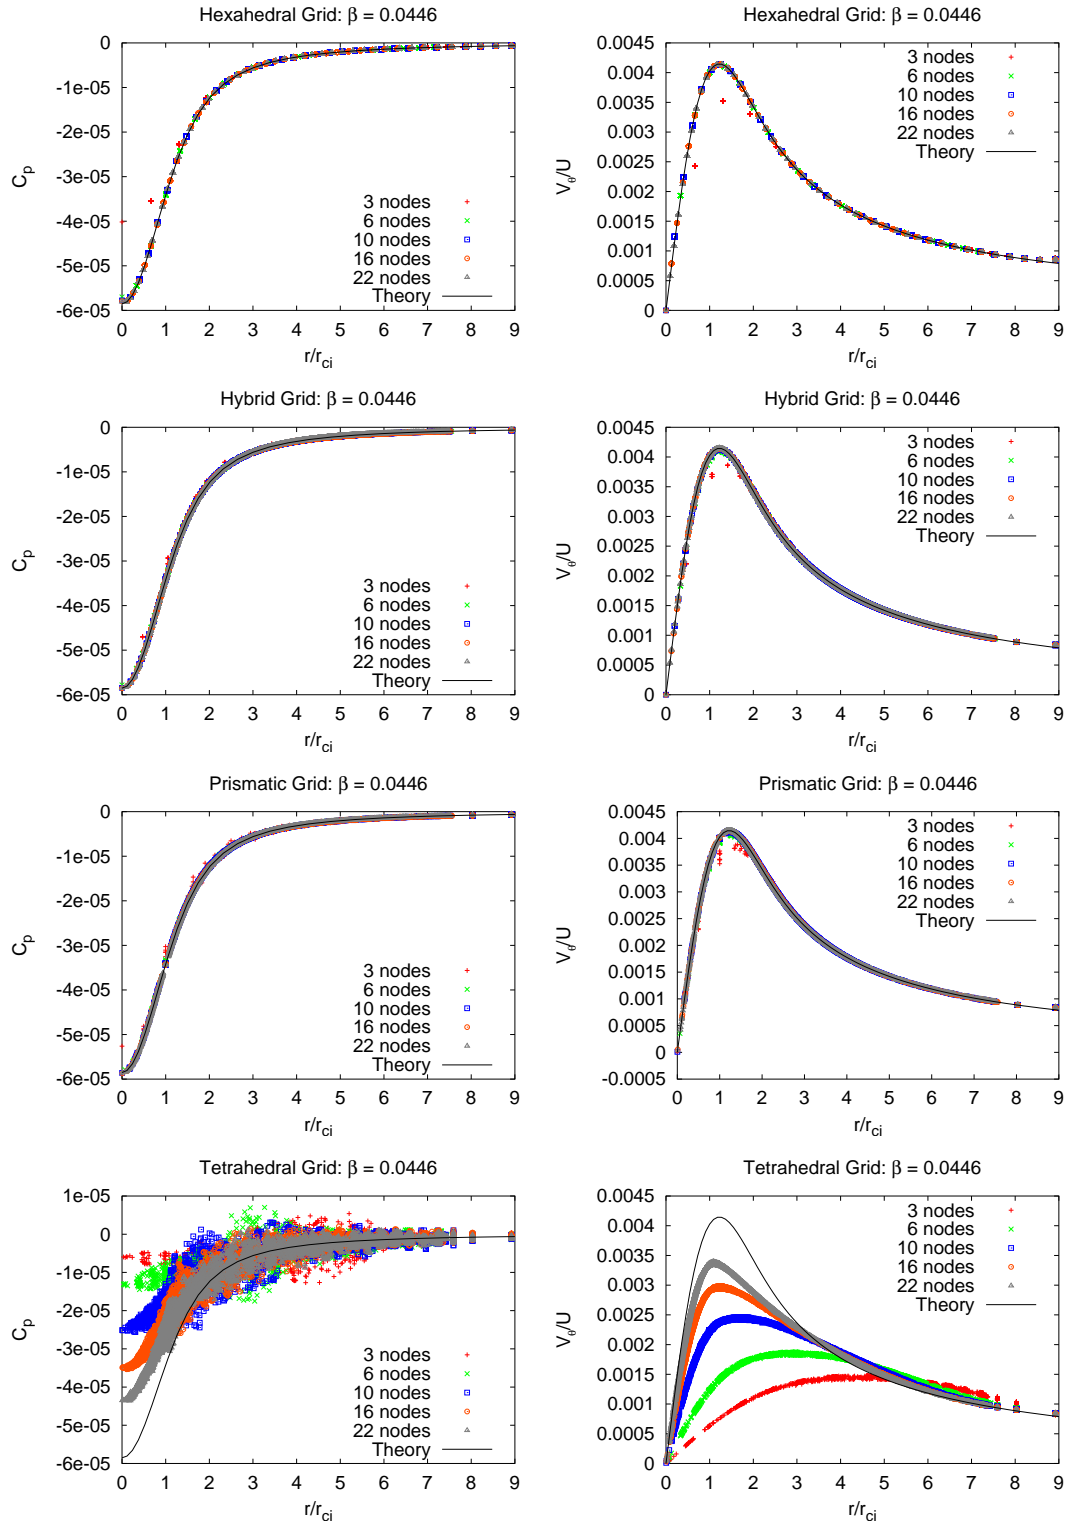 Hexahedral Grid: β = 0.0446
0
-1e-05
-2e-05
-3e-05
-4e-05
-5e-05
-6e-05
0 1 2 3 4 5 6 7 8 9
C_p
r/r_ci
3 nodes
6 nodes
10 nodes
16 nodes
22 nodes
Theory
Hexahedral Grid: β = 0.0446
0.0045
0.004
0.0035
0.003
0.0025
0.002
0.0015
0.001
0.0005
0
0 1 2 3 4 5 6 7 8 9
V_θ/U
r/r_ci
3 nodes
6 nodes
10 nodes
16 nodes
22 nodes
Theory
Hybrid Grid: β = 0.0446
0
-1e-05
-2e-05
-3e-05
-4e-05
-5e-05
-6e-05
0 1 2 3 4 5 6 7 8 9
C_p
r/r_ci
3 nodes
6 nodes
10 nodes
16 nodes
22 nodes
Theory
Hybrid Grid: β = 0.0446
0.0045
0.004
0.0035
0.003
0.0025
0.002
0.0015
0.001
0.0005
0
0 1 2 3 4 5 6 7 8 9
V_θ/U
r/r_ci
3 nodes
6 nodes
10 nodes
16 nodes
22 nodes
Theory
Prismatic Grid: β = 0.0446
0
-1e-05
-2e-05
-3e-05
-4e-05
-5e-05
-6e-05
0 1 2 3 4 5 6 7 8 9
C_p
r/r_ci
3 nodes
6 nodes
10 nodes
16 nodes
22 nodes
Theory
Prismatic Grid: β = 0.0446
0.0045
0.004
0.0035
0.003
0.0025
0.002
0.0015
0.001
0.0005
0
-0.0005
0 1 2 3 4 5 6 7 8 9
V_θ/U
r/r_ci
3 nodes
6 nodes
10 nodes
16 nodes
22 nodes
Theory
Tetrahedral Grid: β = 0.0446
1e-05
0
-1e-05
-2e-05
-3e-05
-4e-05
-5e-05
-6e-05
0 1 2 3 4 5 6 7 8 9
C_p
r/r_ci
3 nodes
6 nodes
10 nodes
16 nodes
22 nodes
Theory
Tetrahedral Grid: β = 0.0446
0.0045
0.004
0.0035
0.003
0.0025
0.002
0.0015
0.001
0.0005
0
0 1 2 3 4 5 6 7 8 9
V_θ/U
r/r_ci
3 nodes
6 nodes
10 nodes
16 nodes
22 nodes
Theory